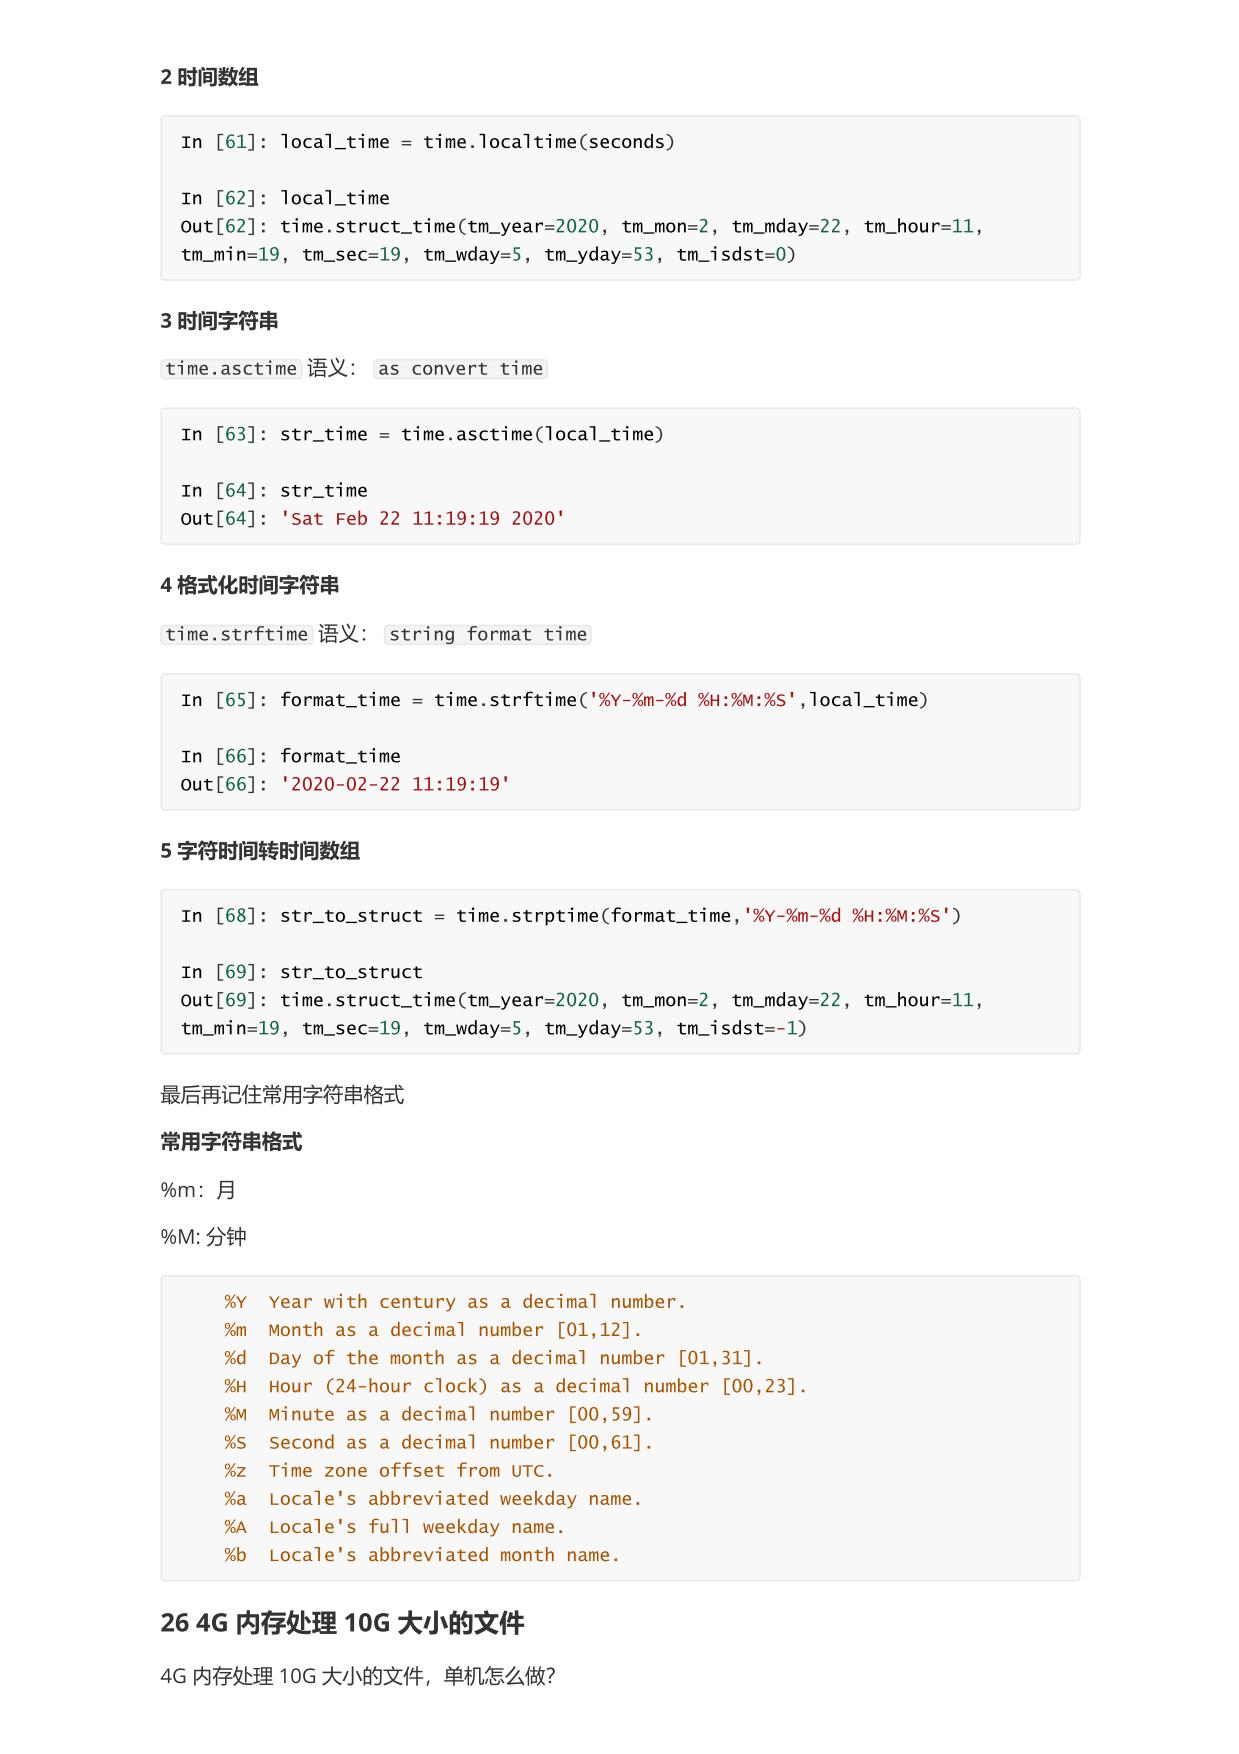 2 时间数组
In [61]: local_time = time.localtime(seconds)
In [62]: local_time
Out[62]: time.struct_time(tm_year=2020, tm_mon=2, tm_mday=22, tm_hour=11,
tm_min=19, tm_sec=19, tm_wday=5, tm_yday=53, tm_isdst=0)
3 时间字符串
time.asctime 语义： as convert time
In [63]: str_time = time.asctime(local_time)
In [64]: str_time
Out[64]: 'Sat Feb 22 11:19:19 2020'
4 格式化时间字符串
time.strftime 语义： string format time
In [65]: format_time = time.strftime('%Y-%m-%d %H:%M:%S',local_time)
In [66]: format_time
Out[66]: '2020-02-22 11:19:19'
5 字符时间转时间数组
In [68]: str_to_struct = time.strptime(format_time,'%Y-%m-%d %H:%M:%S')
In [69]: str_to_struct
Out[69]: time.struct_time(tm_year=2020, tm_mon=2, tm_mday=22, tm_hour=11,
tm_min=19, tm_sec=19, tm_wday=5, tm_yday=53, tm_isdst=-1)
最后再记住常用字符串格式
常用字符串格式
%m：月
%M: 分钟
%Y  Year with century as a decimal number.
%m  Month as a decimal number [01,12].
%d  Day of the month as a decimal number [01,31].
%H  Hour (24-hour clock) as a decimal number [00,23].
%M  Minute as a decimal number [00,59].
%S  Second as a decimal number [00,61].
%z  Time zone offset from UTC.
%a  Locale's abbreviated weekday name.
%A  Locale's full weekday name.
%b  Locale's abbreviated month name.
26 4G 内存处理 10G 大小的文件
4G 内存处理 10G 大小的文件，单机怎么做？